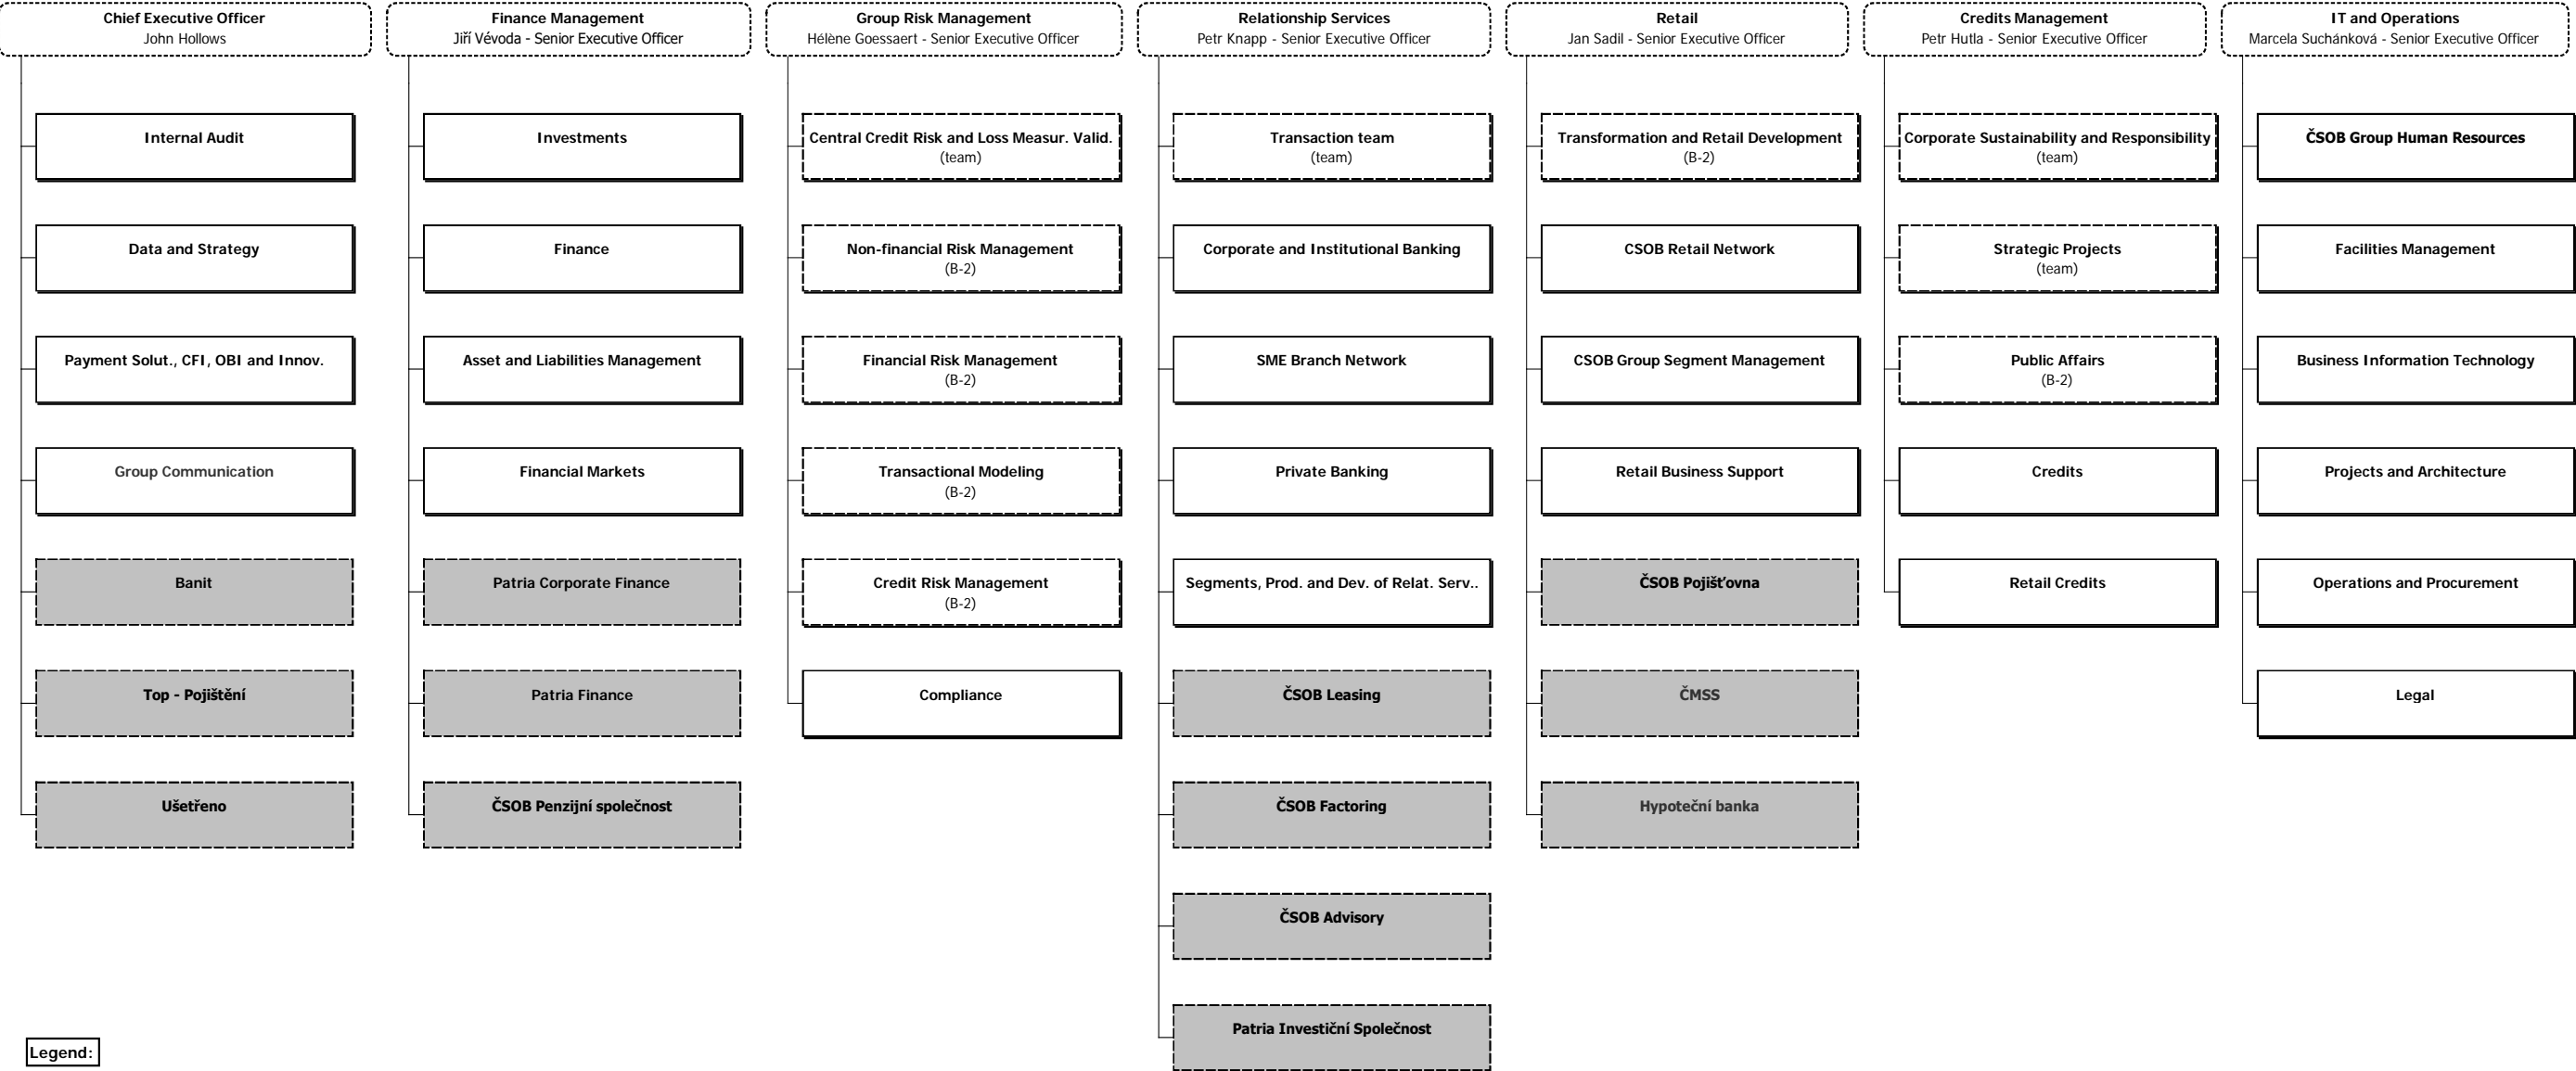 Chief Executive Officer
John Hollows
Internal Audit
Data and Strategy
Payment Solut., CFI, OBI and Innov.
Group Communication
Banit
Top - Pojištění
Ušetřeno
Finance Management
Jiří Vévoda - Senior Executive Officer
Investments
Finance
Asset and Liabilities Management
Financial Markets
Patria Corporate Finance
Patria Finance
ČSOB Penzijní společnost
Group Risk Management
Hélène Goessaert - Senior Executive Officer
Central Credit Risk and Loss Measur. Valid.
(team)
Non-financial Risk Management
(B-2)
Financial Risk Management
(B-2)
Transactional Modeling
(B-2)
Credit Risk Management
(B-2)
Compliance
Relationship Services
Petr Knapp - Senior Executive Officer
Transaction team
(team)
Corporate and Institutional Banking
SME Branch Network
Private Banking
Segments, Prod. and Dev. of Relat. Serv..
ČSOB Leasing
ČSOB Factoring
ČSOB Advisory
Patria Investiční Společnost
Retail
Jan Sadil - Senior Executive Officer
Transformation and Retail Development
(B-2)
CSOB Retail Network
CSOB Group Segment Management
Retail Business Support
ČSOB Pojišťovna
ČMSS
Hypoteční banka
Credits Management
Petr Hutla - Senior Executive Officer
Corporate Sustainability and Responsibility
(team)
Strategic Projects
(team)
Public Affairs
(B-2)
Credits
Retail Credits
IT and Operations
Marcela Suchánková - Senior Executive Officer
ČSOB Group Human Resources
Facilities Management
Business Information Technology
Projects and Architecture
Operations and Procurement
Legal
Legend: